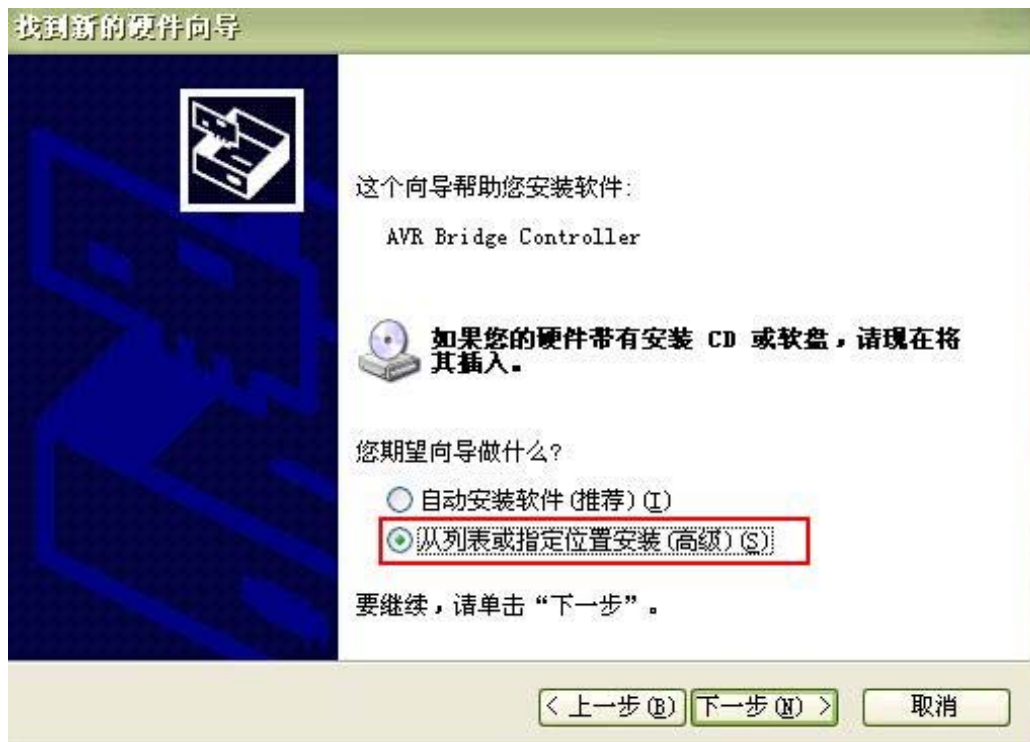 找到新的硬件向导
这个向导帮助您安装软件:
AVR Bridge Controller
如果您的硬件带有安装 CD 或软盘，请现在将
其插入。
您期望向导做什么?
自动安装软件(推荐)(I)
从列表或指定位置安装(高级)(S)
要继续，请单击“下一步”。
< 上一步(B) 下一步(N) > 取消